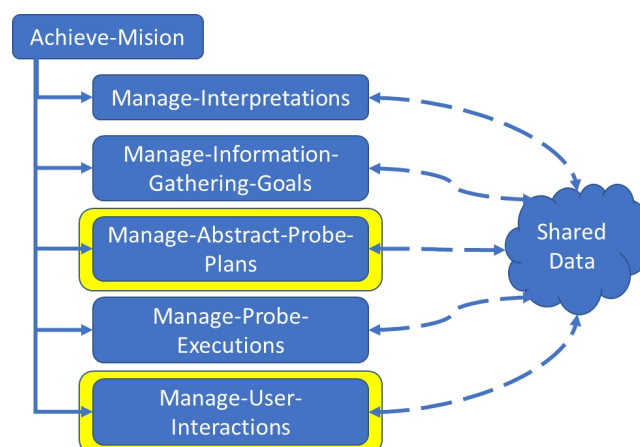 Achieve-Mision
Manage-Interpretations
Manage-Information-
Gathering-Goals
Manage-Abstract-Probe-
Plans
Manage-Probe-
Executions
Manage-User-
Interactions
Shared
Data